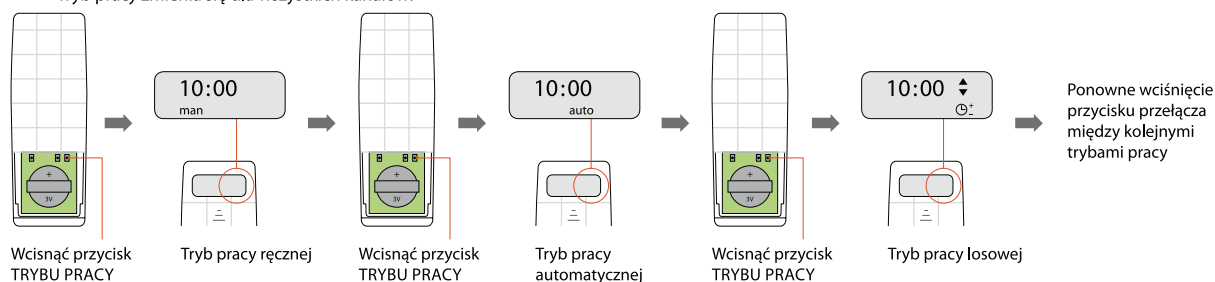 10:00
man
10:00
auto
10:00
+
3V
+
3V
+
3V
Wcisnąć przycisk
TRYBU PRACY
Tryb pracy ręcznej
Wcisnąć przycisk
TRYBU PRACY
Tryb pracy
automatycznej
Wcisnąć przycisk
TRYBU PRACY
Tryb pracy losowej
Ponowne wciśnięcie
przycisku przełącza
między kolejnymi
trybami pracy